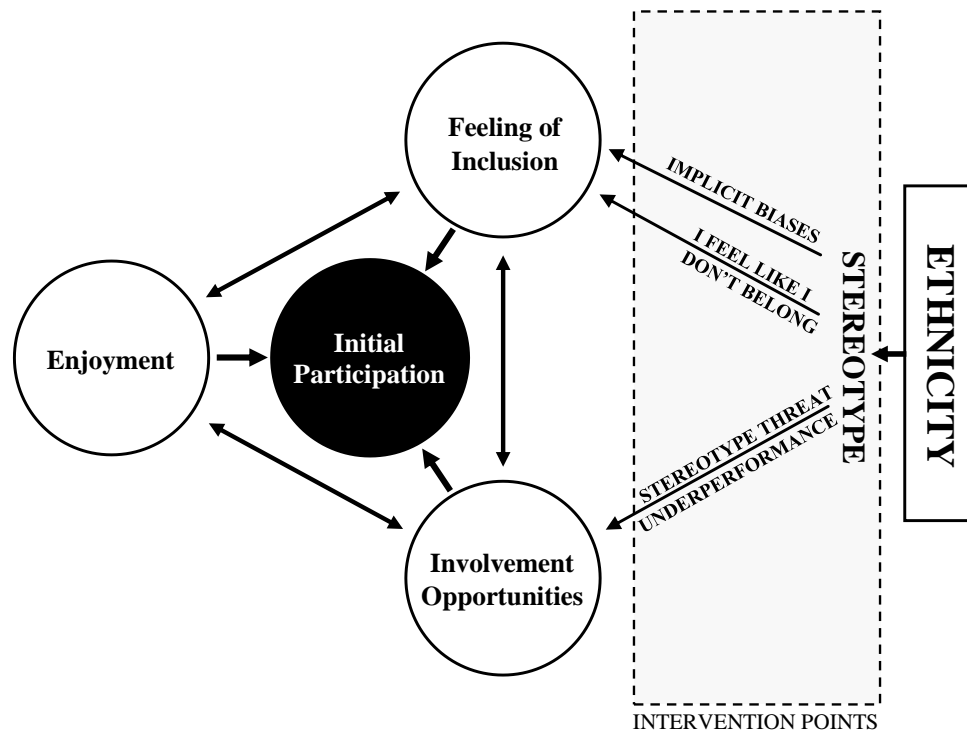 Feeling of
Inclusion
IMPLICIT BIASES
I FEEL LIKE I
DON'T BELONG
STEREOTYPE
ETHNICITY
Enjoyment
Initial
Participation
STEREOTYPE THREAT
UNDERPERFORMANCE
Involvement
Opportunities
INTERVENTION POINTS